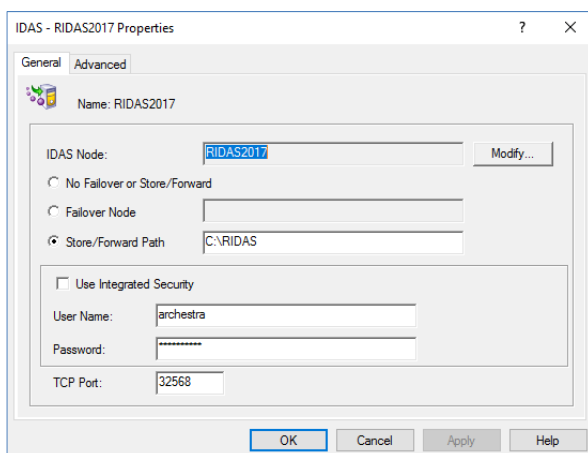 IDAS - RIDAS2017 Properties ? X
General Advanced
Name: RIDAS2017
IDAS Node: RIDAS2017 Modify...
No Failover or Store/Forward
Failover Node
Store/Forward Path C:\RIDAS
Use Integrated Security
User Name: archestra
Password: **********
TCP Port: 32568
OK Cancel Apply Help